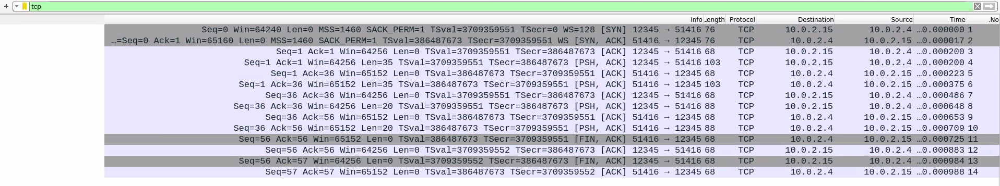 + tcp
Info Length Protocol Destination Source Time .No
Seq=0 Win=64240 Len=0 MSS=1460 SACK_PERM=1 TSval=3709359551 TSecr=0 WS=128 [SYN] 12345 → 51416 76 TCP 10.0.2.15 10.0.2.4 …0.000000 1
…=Seq=0 Ack=1 Win=65160 Len=0 MSS=1460 SACK_PERM=1 TSval=386487673 TSecr=3709359551 WS [SYN, ACK] 51416 → 12345 76 TCP 10.0.2.4 10.0.2.15 …0.000017 2
Seq=1 Ack=1 Win=64256 Len=0 TSval=3709359551 TSecr=386487673 [ACK] 12345 → 51416 68 TCP 10.0.2.15 10.0.2.4 …0.000200 3
Seq=1 Ack=1 Win=64256 Len=35 TSval=3709359551 TSecr=386487673 [PSH, ACK] 12345 → 51416 103 TCP 10.0.2.15 10.0.2.4 …0.000200 4
Seq=1 Ack=36 Win=65152 Len=0 TSval=386487673 TSecr=3709359551 [ACK] 51416 → 12345 68 TCP 10.0.2.4 10.0.2.15 …0.000223 5
Seq=1 Ack=36 Win=65152 Len=35 TSval=386487673 TSecr=3709359551 [PSH, ACK] 51416 → 12345 103 TCP 10.0.2.4 10.0.2.15 …0.000375 6
Seq=36 Ack=36 Win=64256 Len=0 TSval=3709359551 TSecr=386487673 [ACK] 12345 → 51416 68 TCP 10.0.2.15 10.0.2.4 …0.000486 7
Seq=36 Ack=36 Win=64256 Len=20 TSval=3709359551 TSecr=386487673 [PSH, ACK] 12345 → 51416 88 TCP 10.0.2.15 10.0.2.4 …0.000648 8
Seq=36 Ack=56 Win=65152 Len=0 TSval=386487673 TSecr=3709359551 [ACK] 51416 → 12345 68 TCP 10.0.2.4 10.0.2.15 …0.000653 9
Seq=36 Ack=56 Win=65152 Len=20 TSval=386487673 TSecr=3709359551 [PSH, ACK] 51416 → 12345 88 TCP 10.0.2.4 10.0.2.15 …0.000709 10
Seq=56 Ack=56 Win=65152 Len=0 TSval=386487673 TSecr=3709359551 [FIN, ACK] 51416 → 12345 68 TCP 10.0.2.4 10.0.2.15 …0.000725 11
Seq=56 Ack=56 Win=64256 Len=0 TSval=3709359552 TSecr=386487673 [ACK] 12345 → 51416 68 TCP 10.0.2.15 10.0.2.4 …0.000883 12
Seq=56 Ack=57 Win=64256 Len=0 TSval=3709359552 TSecr=386487673 [FIN, ACK] 12345 → 51416 68 TCP 10.0.2.15 10.0.2.4 …0.000984 13
Seq=57 Ack=57 Win=65152 Len=0 TSval=386487673 TSecr=3709359552 [ACK] 51416 → 12345 68 TCP 10.0.2.4 10.0.2.15 …0.000988 14